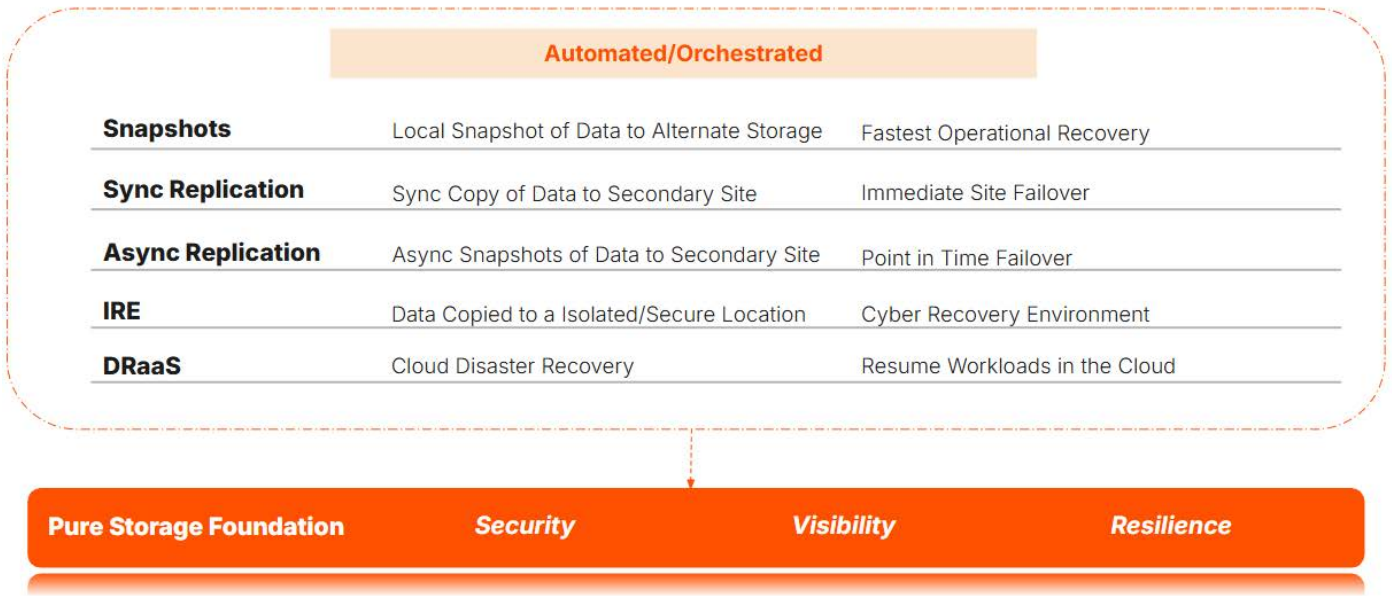 Automated/Orchestrated
Snapshots Local Snapshot of Data to Alternate Storage Fastest Operational Recovery
Sync Replication Sync Copy of Data to Secondary Site Immediate Site Failover
Async Replication Async Snapshots of Data to Secondary Site Point in Time Failover
IRE Data Copied to a Isolated/Secure Location Cyber Recovery Environment
DRaaS Cloud Disaster Recovery Resume Workloads in the Cloud
Pure Storage Foundation Security Visibility Resilience